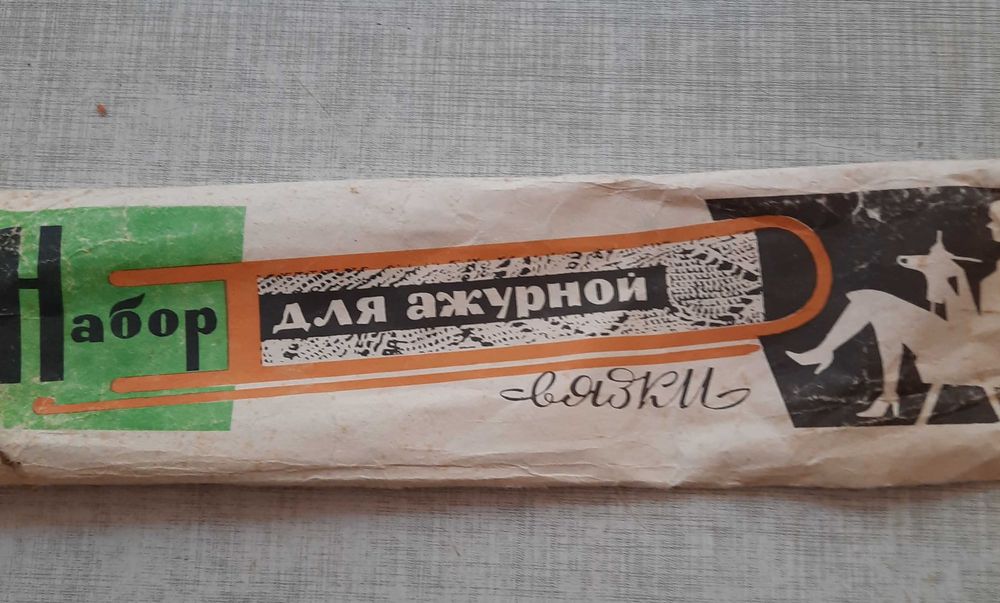 Набор
для ажурной
вязки